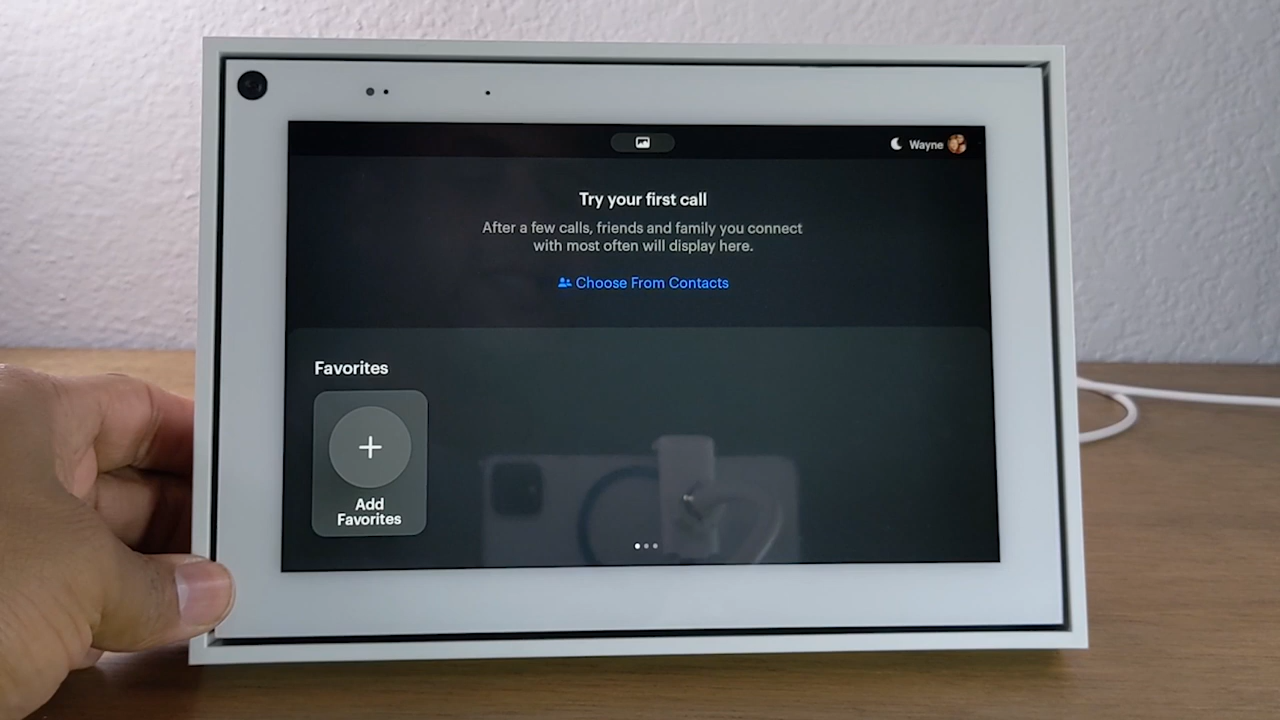 Wayne
Try your first call
After a few calls, friends and family you connect
with most often will display here.
Choose From Contacts
Favorites
Add
Favorites